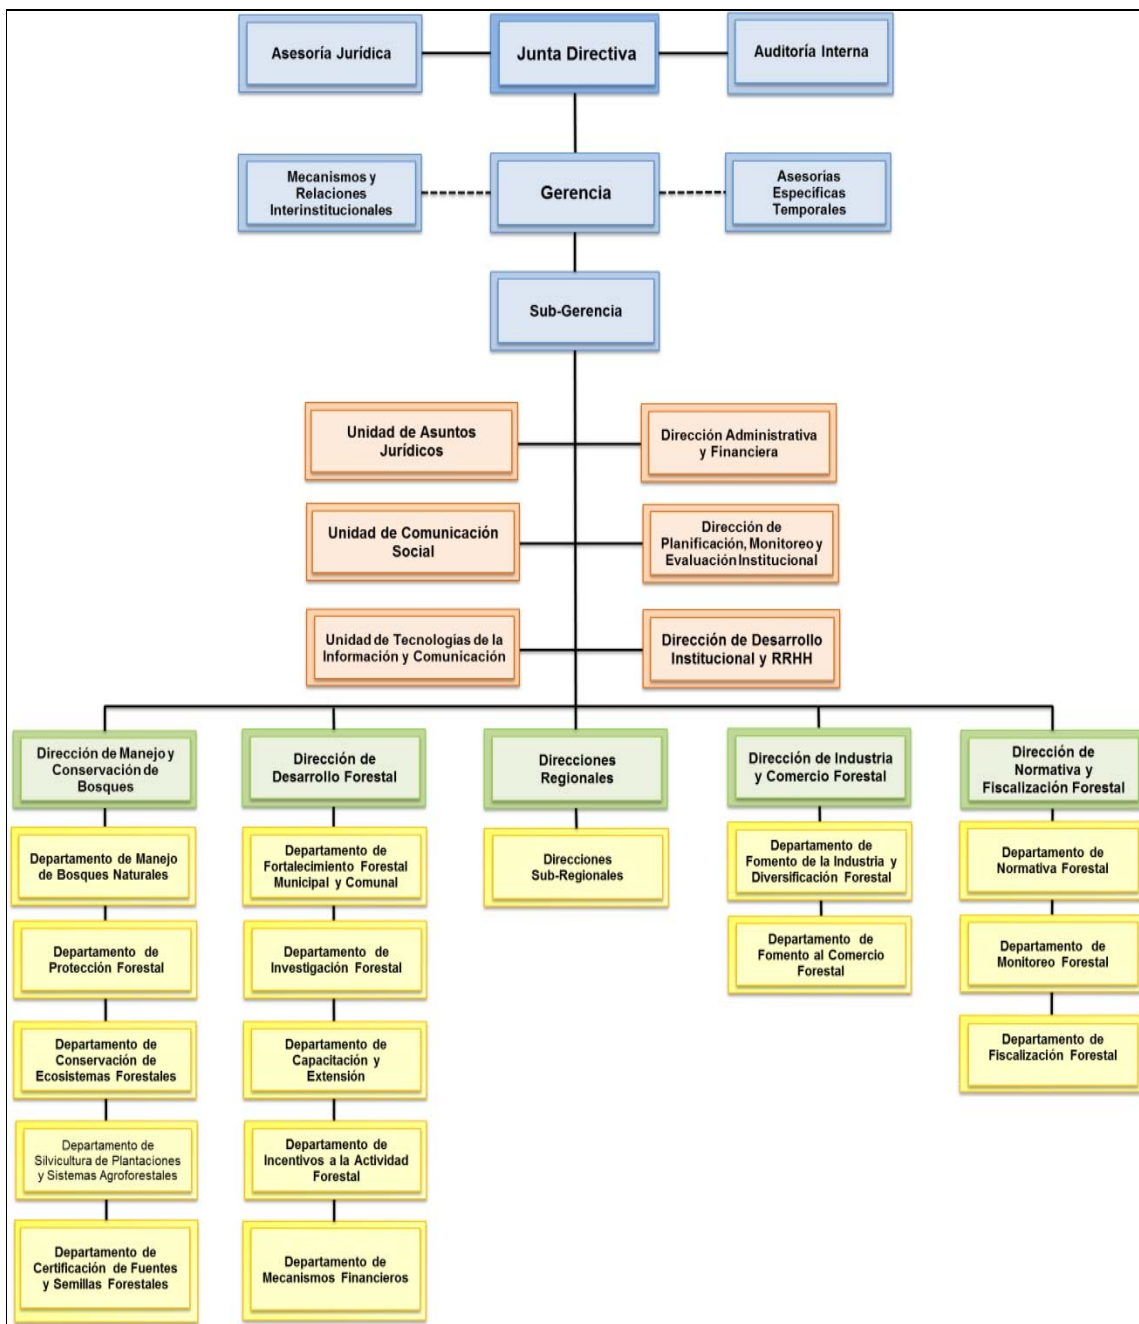 Asesoría Jurídica
Junta Directiva
Auditoría Interna
Mecanismos y
Relaciones
Interinstitucionales
Gerencia
Asesorías
Especificas
Temporales
Sub-Gerencia
Unidad de Asuntos
Jurídicos
Dirección Administrativa
y Financiera
Unidad de Comunicación
Social
Dirección de
Planificación, Monitoreo y
Evaluación Institucional
Unidad de Tecnologías de la
Información y Comunicación
Dirección de Desarrollo
Institucional y RRHH
Dirección de Manejo y
Conservación de
Bosques
Dirección de
Desarrollo Forestal
Direcciones
Regionales
Dirección de Industria
y Comercio Forestal
Dirección de
Normativa y
Fiscalización Forestal
Departamento de Manejo
de Bosques Naturales
Departamento de
Fortalecimiento Forestal
Municipal y Comunal
Direcciones
Sub-Regionales
Departamento de
Fomento de la Industria y
Diversificación Forestal
Departamento de
Normativa Forestal
Departamento de
Protección Forestal
Departamento de
Investigación Forestal
Departamento de
Fomento al Comercio
Forestal
Departamento de
Monitoreo Forestal
Departamento de
Conservación de
Ecosistemas Forestales
Departamento de
Capacitación y
Extensión
Departamento de
Fiscalización Forestal
Departamento de
Silvicultura de Plantaciones
y Sistemas Agroforestales
Departamento de
Incentivos a la Actividad
Forestal
Departamento de
Certificación de Fuentes
y Semillas Forestales
Departamento de
Mecanismos Financieros